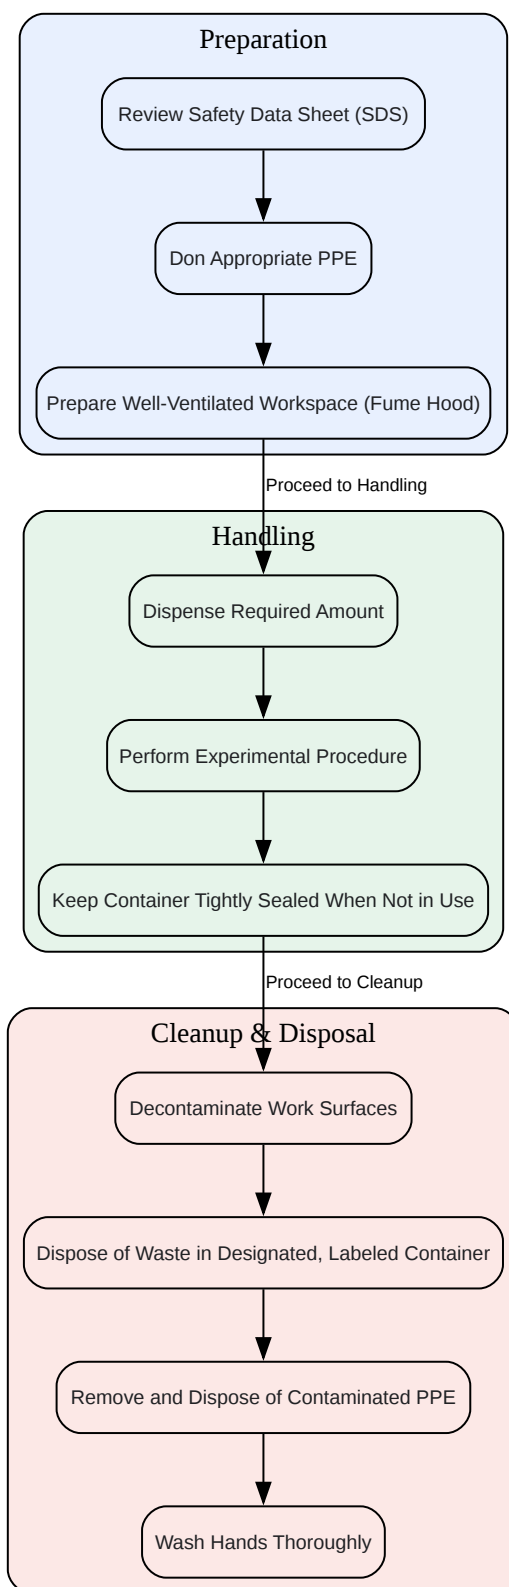 Preparation
Review Safety Data Sheet (SDS)
Don Appropriate PPE
Prepare Well-Ventilated Workspace (Fume Hood)
Proceed to Handling
Handling
Dispense Required Amount
Perform Experimental Procedure
Keep Container Tightly Sealed When Not in Use
Proceed to Cleanup
Cleanup & Disposal
Decontaminate Work Surfaces
Dispose of Waste in Designated, Labeled Container
Remove and Dispose of Contaminated PPE
Wash Hands Thoroughly